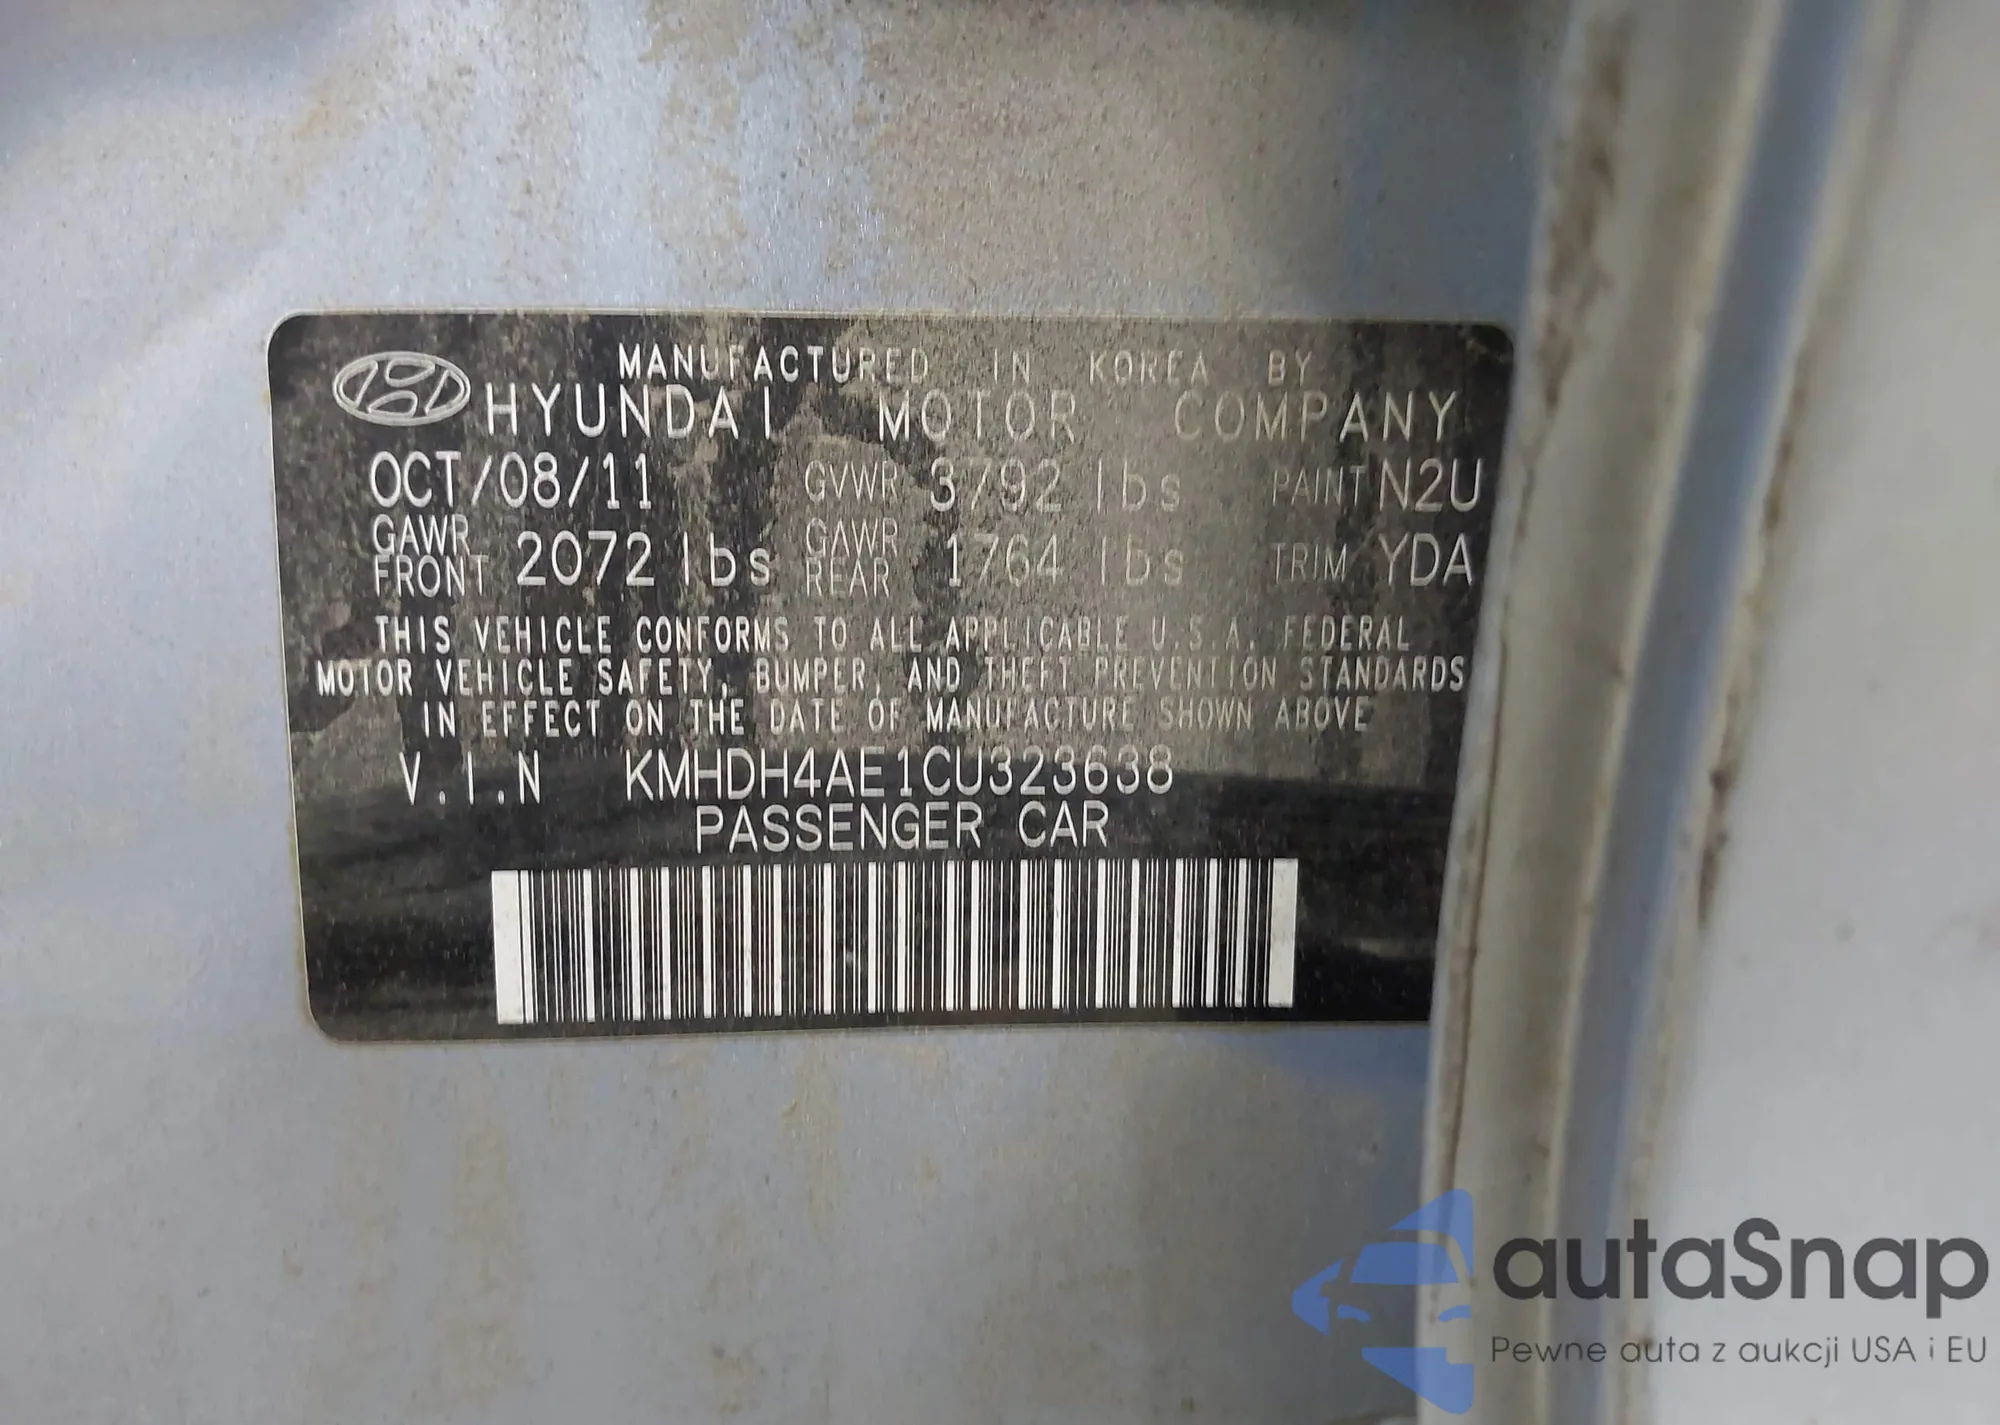 MANUFACTURED IN KOREA BY
HYUNDAI MOTOR COMPANY
OCT/08/11 GVWR 3792 lbs PAINT N2U
GAWR FRONT 2072 lbs GAWR REAR 1764 lbs TRIM YDA
THIS VEHICLE CONFORMS TO ALL APPLICABLE U.S.A. FEDERAL
MOTOR VEHICLE SAFETY, BUMPER, AND THEFT PREVENTION STANDARDS
IN EFFECT ON THE DATE OF MANUFACTURE SHOWN ABOVE
V.I.N KMHDH4AE1CU323638
PASSENGER CAR
autaSnap
Pewne auta z aukcji USA i EU